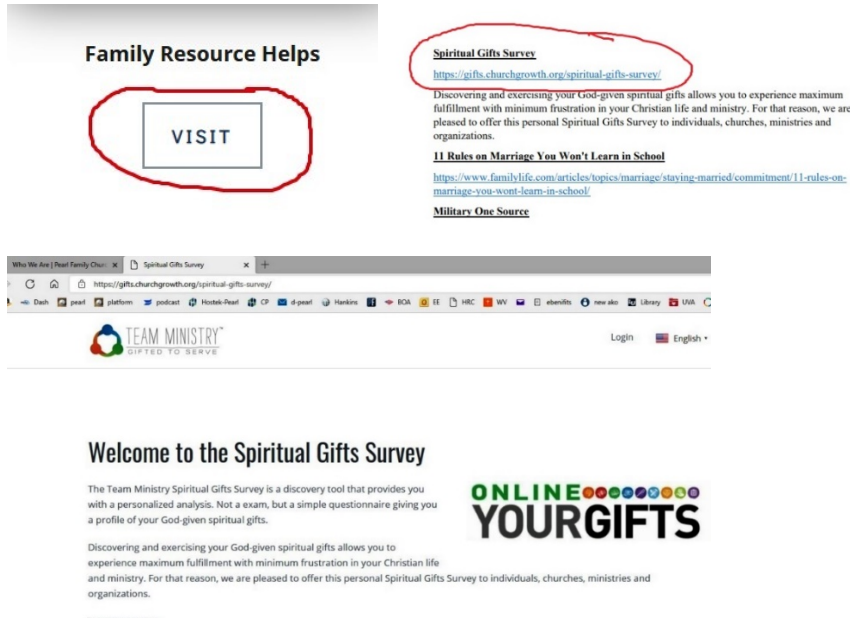 Family Resource Helps
VISIT
Spiritual Gifts Survey
https://gifts.churchgrowth.org/spiritual-gifts-survey/
Discovering and exercising your God-given spiritual gifts allows you to experience maximum
fulfillment with minimum frustration in your Christian life and ministry. For that reason, we are
pleased to offer this personal Spiritual Gifts Survey to individuals, churches, ministries and
organizations.
11 Rules on Marriage You Won't Learn in School
https://www.familylife.com/articles/topics/marriage/staying-married/commitment/11-rules-on-
marriage-you-wont-learn-in-school/
Military One Source
Who We Are | Pearl Family Churc Spiritual Gifts Survey
https://gifts.churchgrowth.org/spiritual-gifts-survey/
Dash pearl platform podcast Hostek-Pearl CP d-pearl Hankins BOA EE HRC WV ebenifits new ako Library UVA
TEAM MINISTRY™
GIFTED TO SERVE
Login English
Welcome to the Spiritual Gifts Survey
The Team Ministry Spiritual Gifts Survey is a discovery tool that provides you
with a personalized analysis. Not a exam, but a simple questionnaire giving you
a profile of your God-given spiritual gifts.
ONLINE
YOURGIFTS
Discovering and exercising your God-given spiritual gifts allows you to
experience maximum fulfillment with minimum frustration in your Christian life
and ministry. For that reason, we are pleased to offer this personal Spiritual Gifts Survey to individuals, churches, ministries and
organizations.